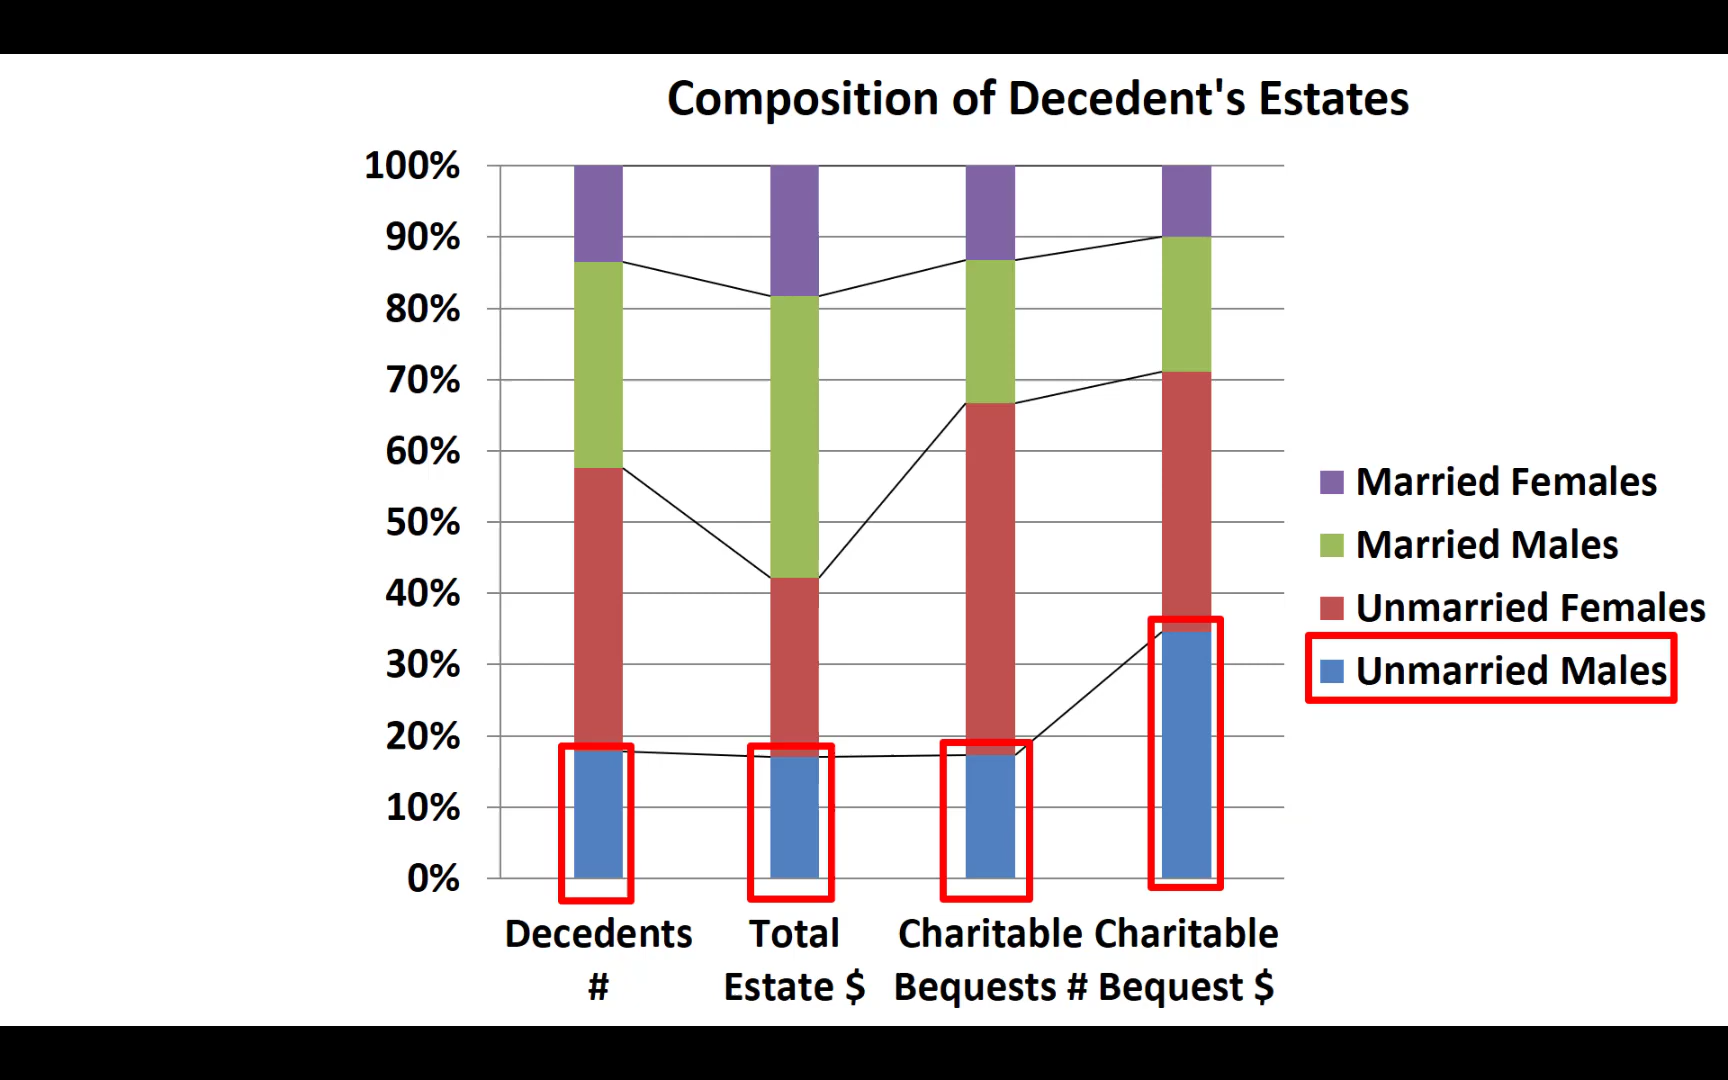 Composition of Decedent's Estates
100%
90%
80%
70%
60%
50%
40%
30%
20%
10%
0%
Married Females
Married Males
Unmarried Females
Unmarried Males
Decedents
#
Total
Estate $
Charitable
Bequests #
Charitable
Bequest $